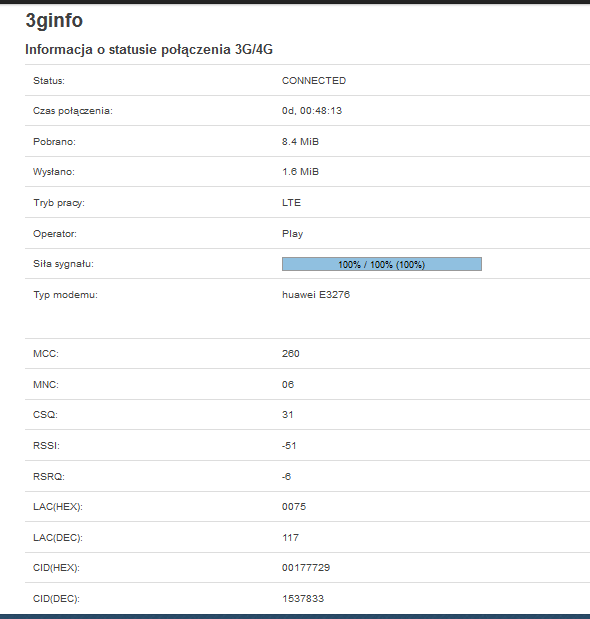 3ginfo
Informacja o statusie połączenia 3G/4G
Status: CONNECTED
Czas połączenia: 0d, 00:48:13
Pobrano: 8.4 MiB
Wysłano: 1.6 MiB
Tryb pracy: LTE
Operator: Play
Siła sygnału: 100% / 100% (100%)
Typ modemu: huawei E3276
MCC: 260
MNC: 06
CSQ: 31
RSSI: -51
RSRQ: -6
LAC(HEX): 0075
LAC(DEC): 117
CID(HEX): 00177729
CID(DEC): 1537833